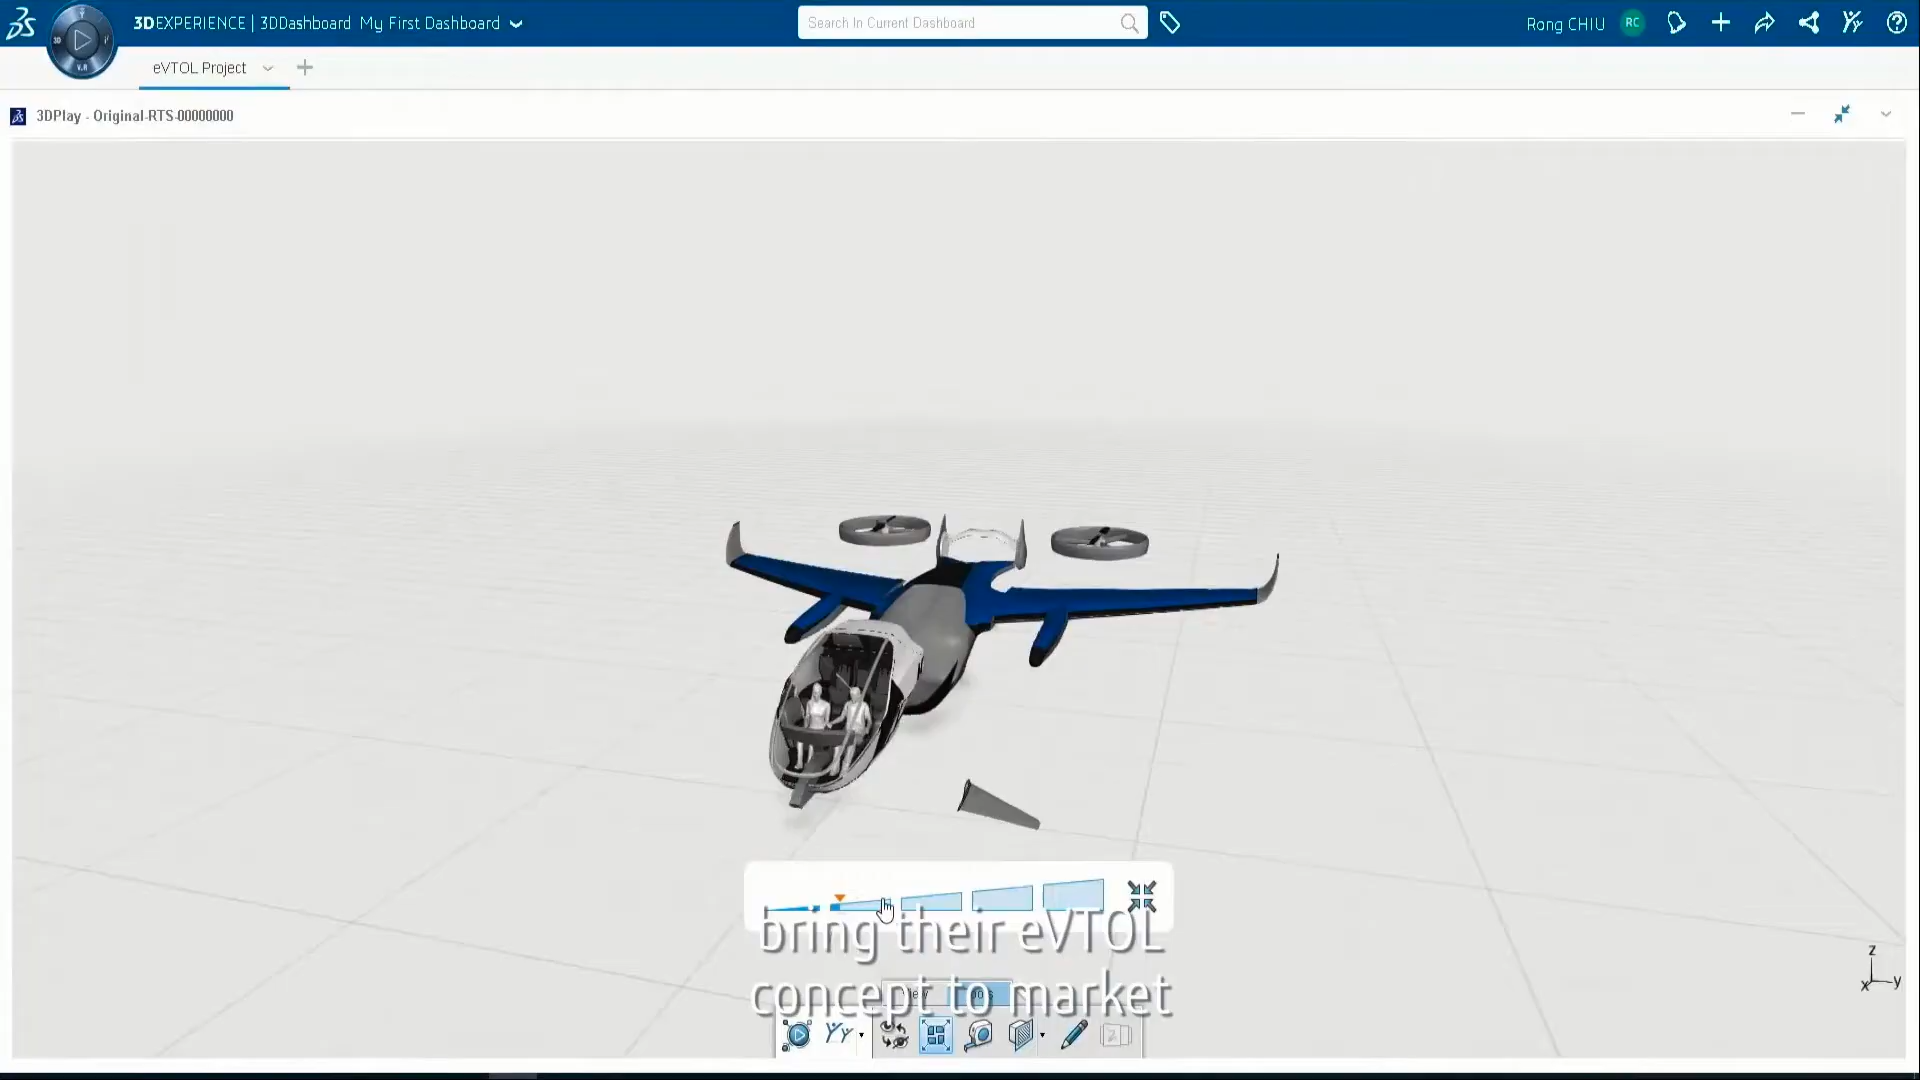 3DEXPERIENCE | 3DDashboard My First Dashboard
Search In Current Dashboard
Rong CHIU RC
3D V.R
eVTOL Project
3DPlay - Original-RTS-00000000
bring their eVTOL
concept to market
z
x y